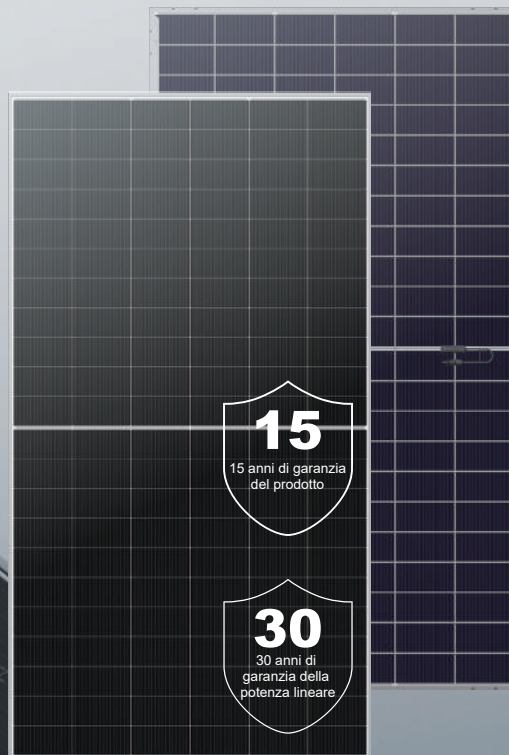 15
15 anni di garanzia
del prodotto
30
30 anni di
garanzia della
potenza lineare